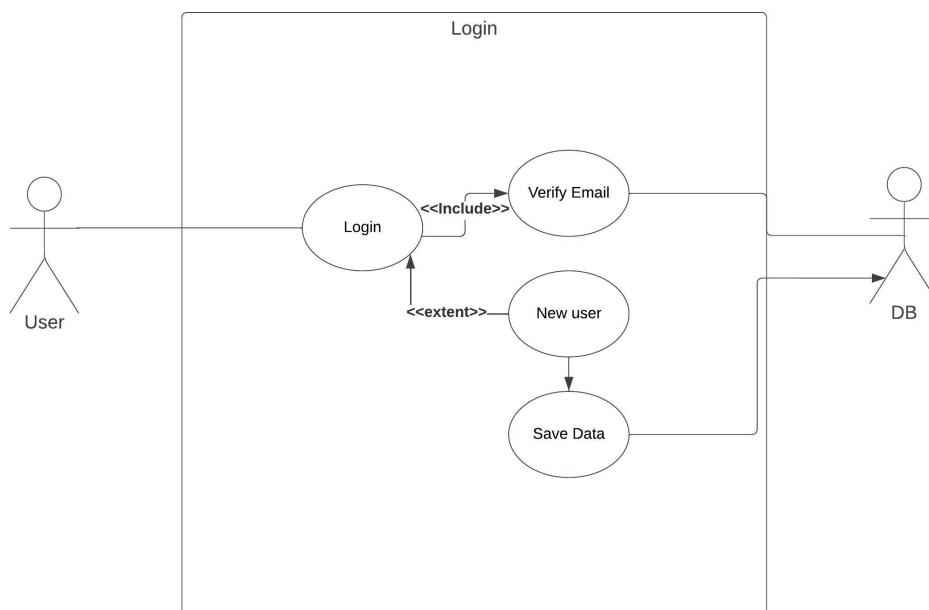 Login
Verify Email
<<Include>>
Login
<<extent>>
New user
User
DB
Save Data